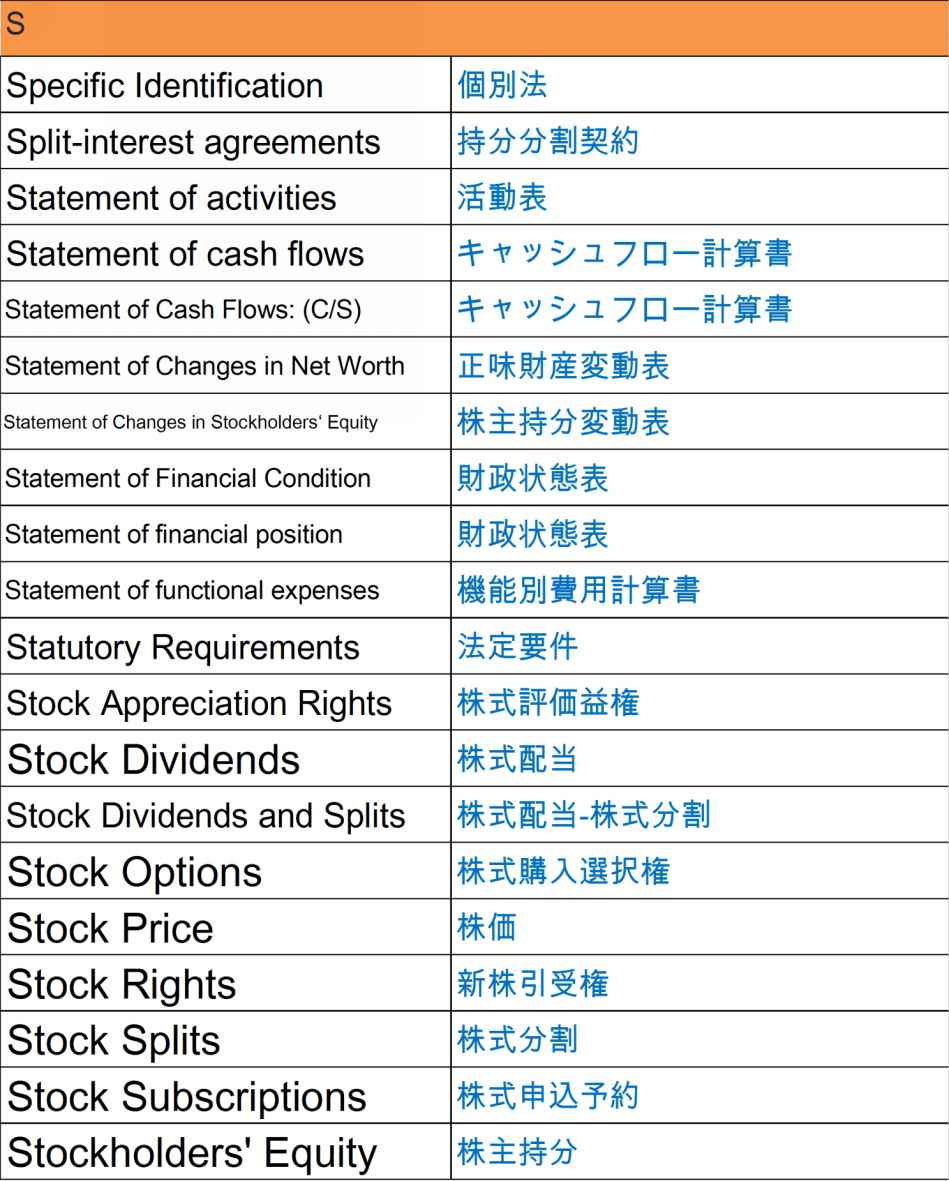 S
Specific Identification 個別法
Split-interest agreements 持分分割契約
Statement of activities 活動表
Statement of cash flows キャッシュフロー計算書
Statement of Cash Flows: (C/S) キャッシュフロー計算書
Statement of Changes in Net Worth 正味財産変動表
Statement of Changes in Stockholders‘ Equity 株主持分変動表
Statement of Financial Condition 財政状態表
Statement of financial position 財政状態表
Statement of functional expenses 機能別費用計算書
Statutory Requirements 法定要件
Stock Appreciation Rights 株式評価益権
Stock Dividends 株式配当
Stock Dividends and Splits 株式配当-株式分割
Stock Options 株式購入選択権
Stock Price 株価
Stock Rights 新株引受権
Stock Splits 株式分割
Stock Subscriptions 株式申込予約
Stockholders' Equity 株主持分